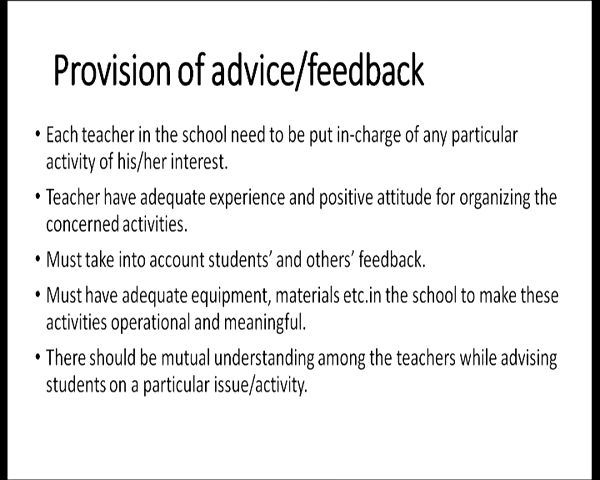 Provision of advice/feedback
• Each teacher in the school need to be put in-charge of any particular
activity of his/her interest.
• Teacher have adequate experience and positive attitude for organizing the
concerned activities.
• Must take into account students’ and others’ feedback.
• Must have adequate equipment, materials etc.in the school to make these
activities operational and meaningful.
• There should be mutual understanding among the teachers while advising
students on a particular issue/activity.